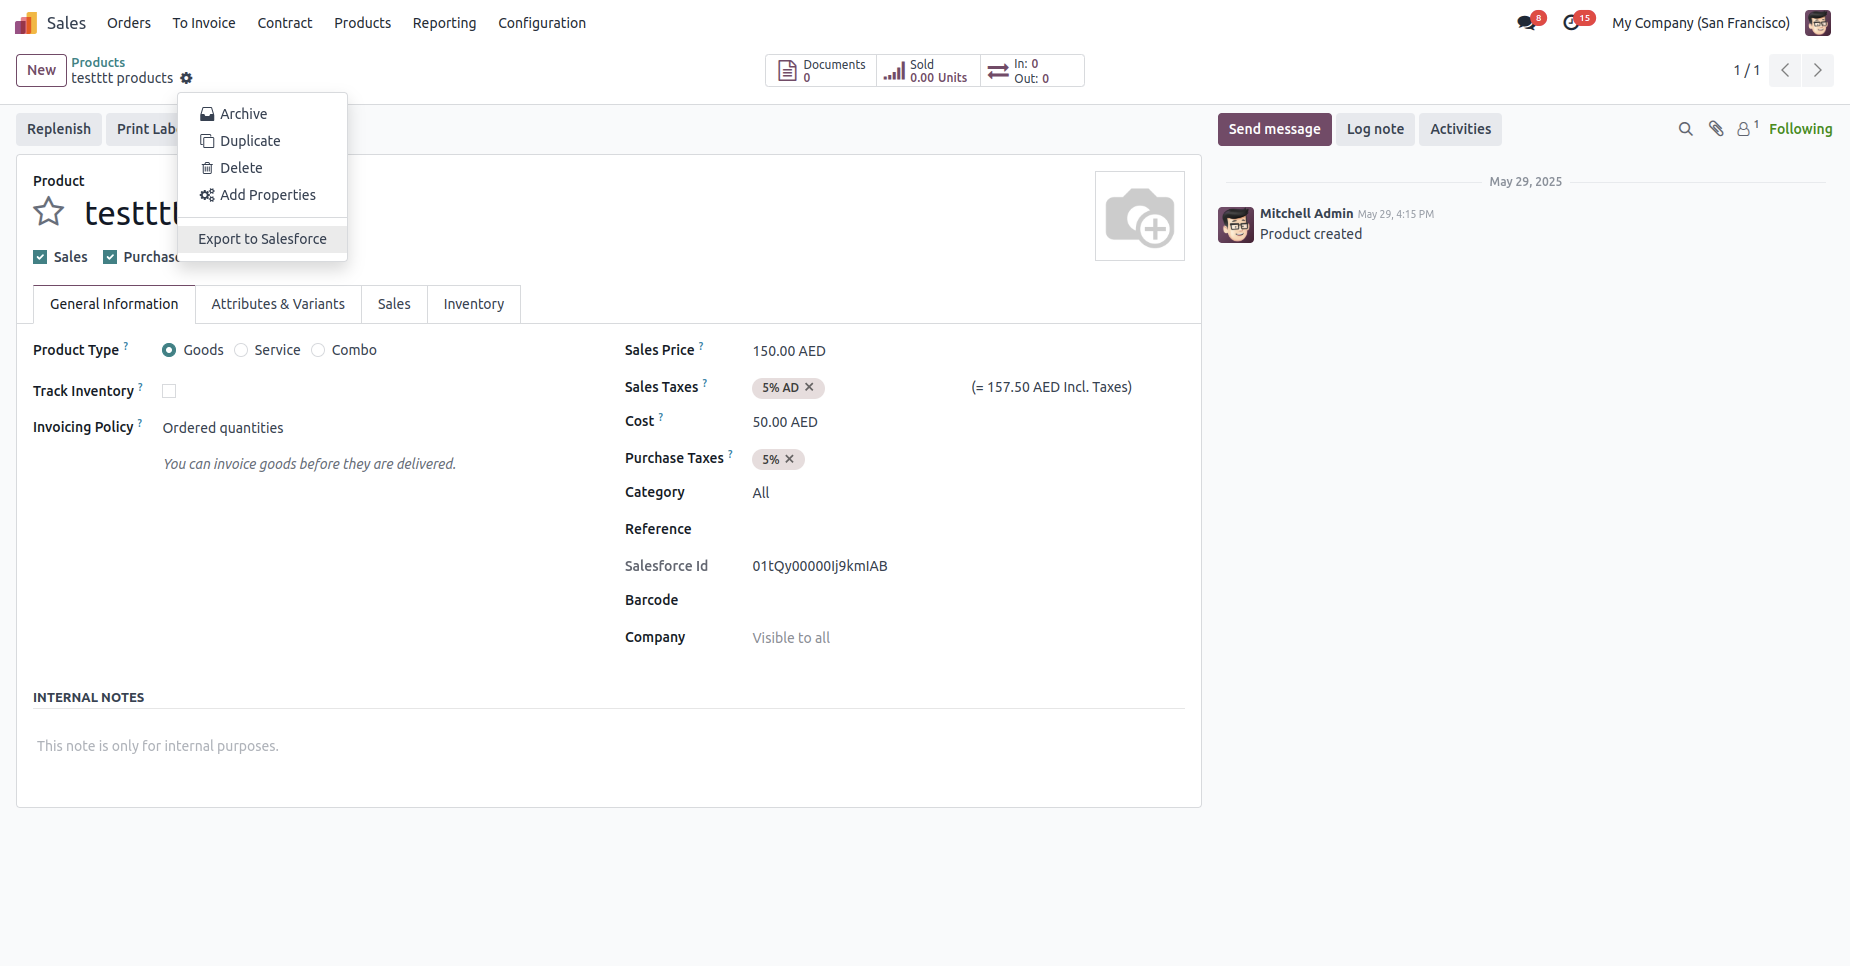 Sales Orders To Invoice Contract Products Reporting Configuration 8 15 My Company (San Francisco)
New Products Documents 0 Sold 0.00 Units In: 0 Out: 0 1 / 1
testttt products
Archive
Duplicate
Delete
Add Properties
Export to Salesforce
Replenish Print Lab Send message Log note Activities 1 Following
Product
testttt
Sales Purchase
May 29, 2025
Mitchell Admin May 29, 4:15 PM
Product created
General Information Attributes & Variants Sales Inventory
Product Type ? Goods Service Combo
Track Inventory ?
Invoicing Policy ? Ordered quantities
You can invoice goods before they are delivered.
Sales Price ? 150.00 AED
Sales Taxes ? 5% AD (= 157.50 AED Incl. Taxes)
Cost ? 50.00 AED
Purchase Taxes ? 5%
Category All
Reference
Salesforce Id 01tQy00000Ij9kmIAB
Barcode
Company Visible to all
INTERNAL NOTES
This note is only for internal purposes.